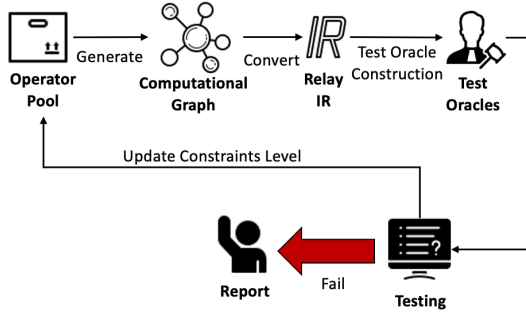 Generate
Convert
IR
Test Oracle
Construction
Operator
Pool
Computational
Graph
Relay
IR
Test
Oracles
Update Constraints Level
?
Fail
Report
Testing